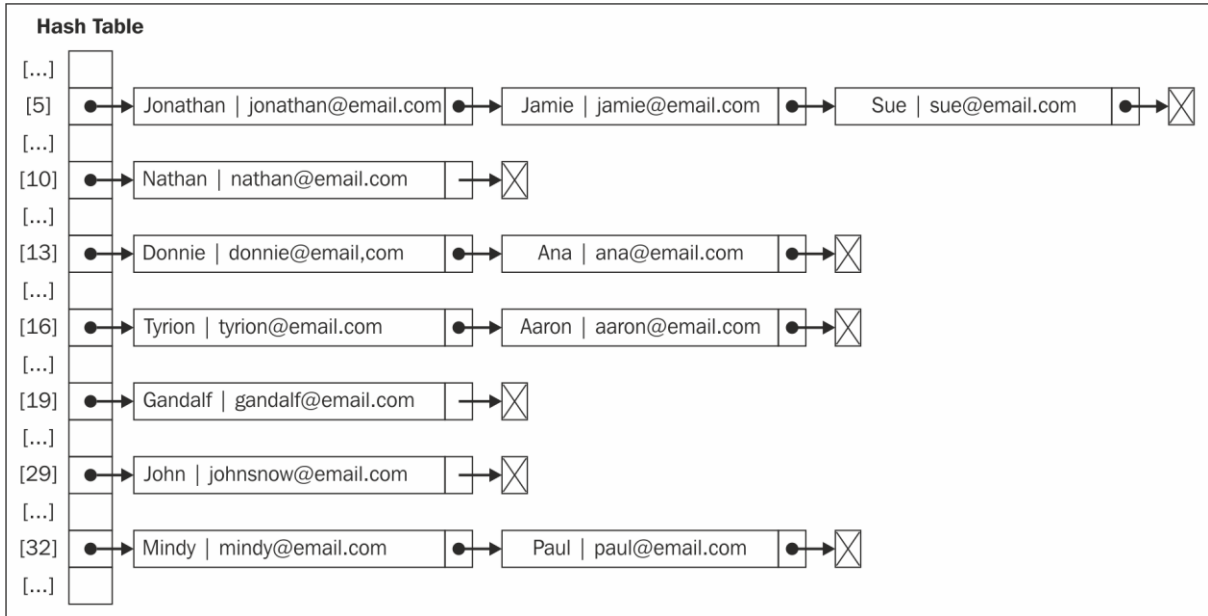 Hash Table
[...]
[5] Jonathan | jonathan@email.com Jamie | jamie@email.com Sue | sue@email.com
[...]
[10] Nathan | nathan@email.com
[...]
[13] Donnie | donnie@email,com Ana | ana@email.com
[...]
[16] Tyrion | tyrion@email.com Aaron | aaron@email.com
[...]
[19] Gandalf | gandalf@email.com
[...]
[29] John | johnsnow@email.com
[...]
[32] Mindy | mindy@email.com Paul | paul@email.com
[...]